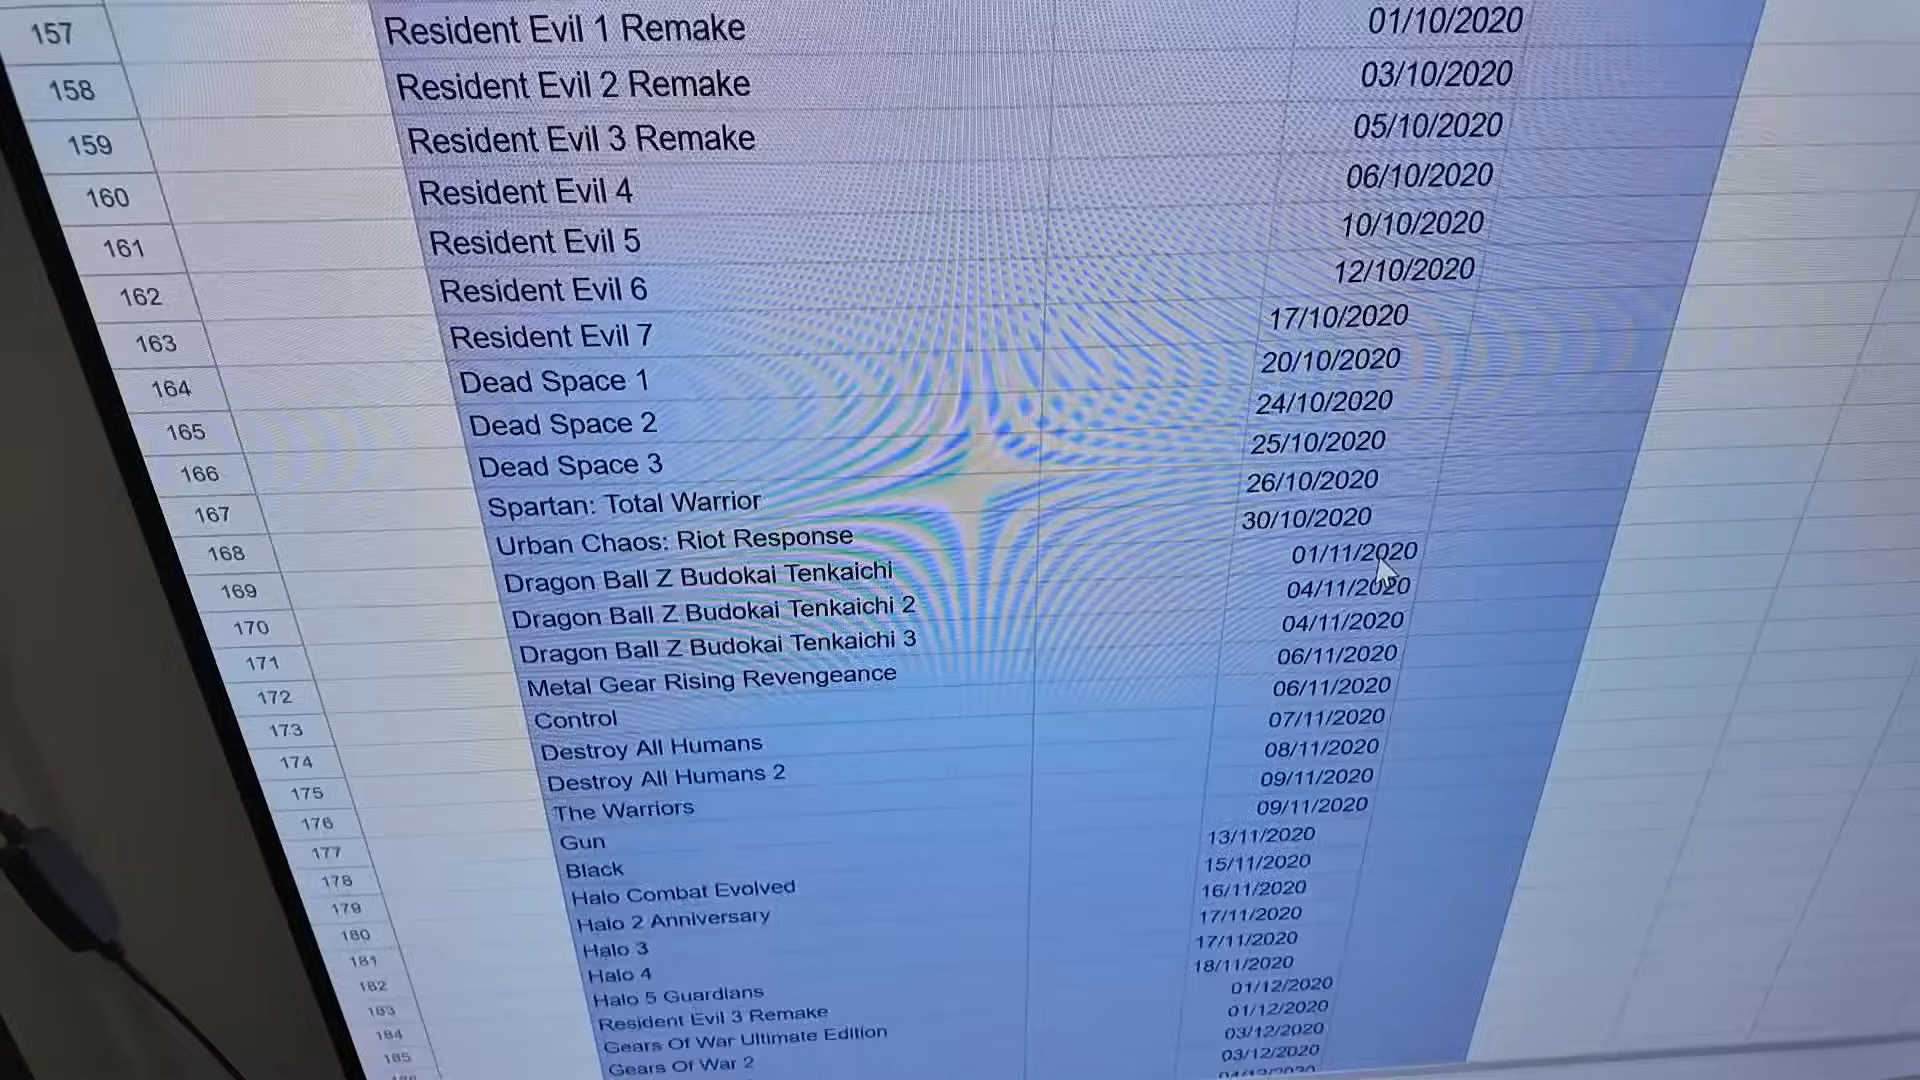 157 Resident Evil 1 Remake 01/10/2020
158 Resident Evil 2 Remake 03/10/2020
159 Resident Evil 3 Remake 05/10/2020
160 Resident Evil 4 06/10/2020
161 Resident Evil 5 10/10/2020
162 Resident Evil 6 12/10/2020
163 Resident Evil 7 17/10/2020
164 Dead Space 1 20/10/2020
165 Dead Space 2 24/10/2020
166 Dead Space 3 25/10/2020
167 Spartan: Total Warrior 26/10/2020
168 Urban Chaos: Riot Response 30/10/2020
169 Dragon Ball Z Budokai Tenkaichi 01/11/2020
170 Dragon Ball Z Budokai Tenkaichi 2 04/11/2020
171 Dragon Ball Z Budokai Tenkaichi 3 04/11/2020
172 Metal Gear Rising Revengeance 06/11/2020
173 Control 06/11/2020
174 Destroy All Humans 07/11/2020
175 Destroy All Humans 2 08/11/2020
176 The Warriors 09/11/2020
177 Gun 09/11/2020
178 Black 13/11/2020
179 Halo Combat Evolved 15/11/2020
180 Halo 2 Anniversary 16/11/2020
181 Halo 3 17/11/2020
182 Halo 4 17/11/2020
183 Halo 5 Guardians 18/11/2020
184 Resident Evil 3 Remake 01/12/2020
185 Gears Of War Ultimate Edition 01/12/2020
Gears Of War 2 03/12/2020
03/12/2020